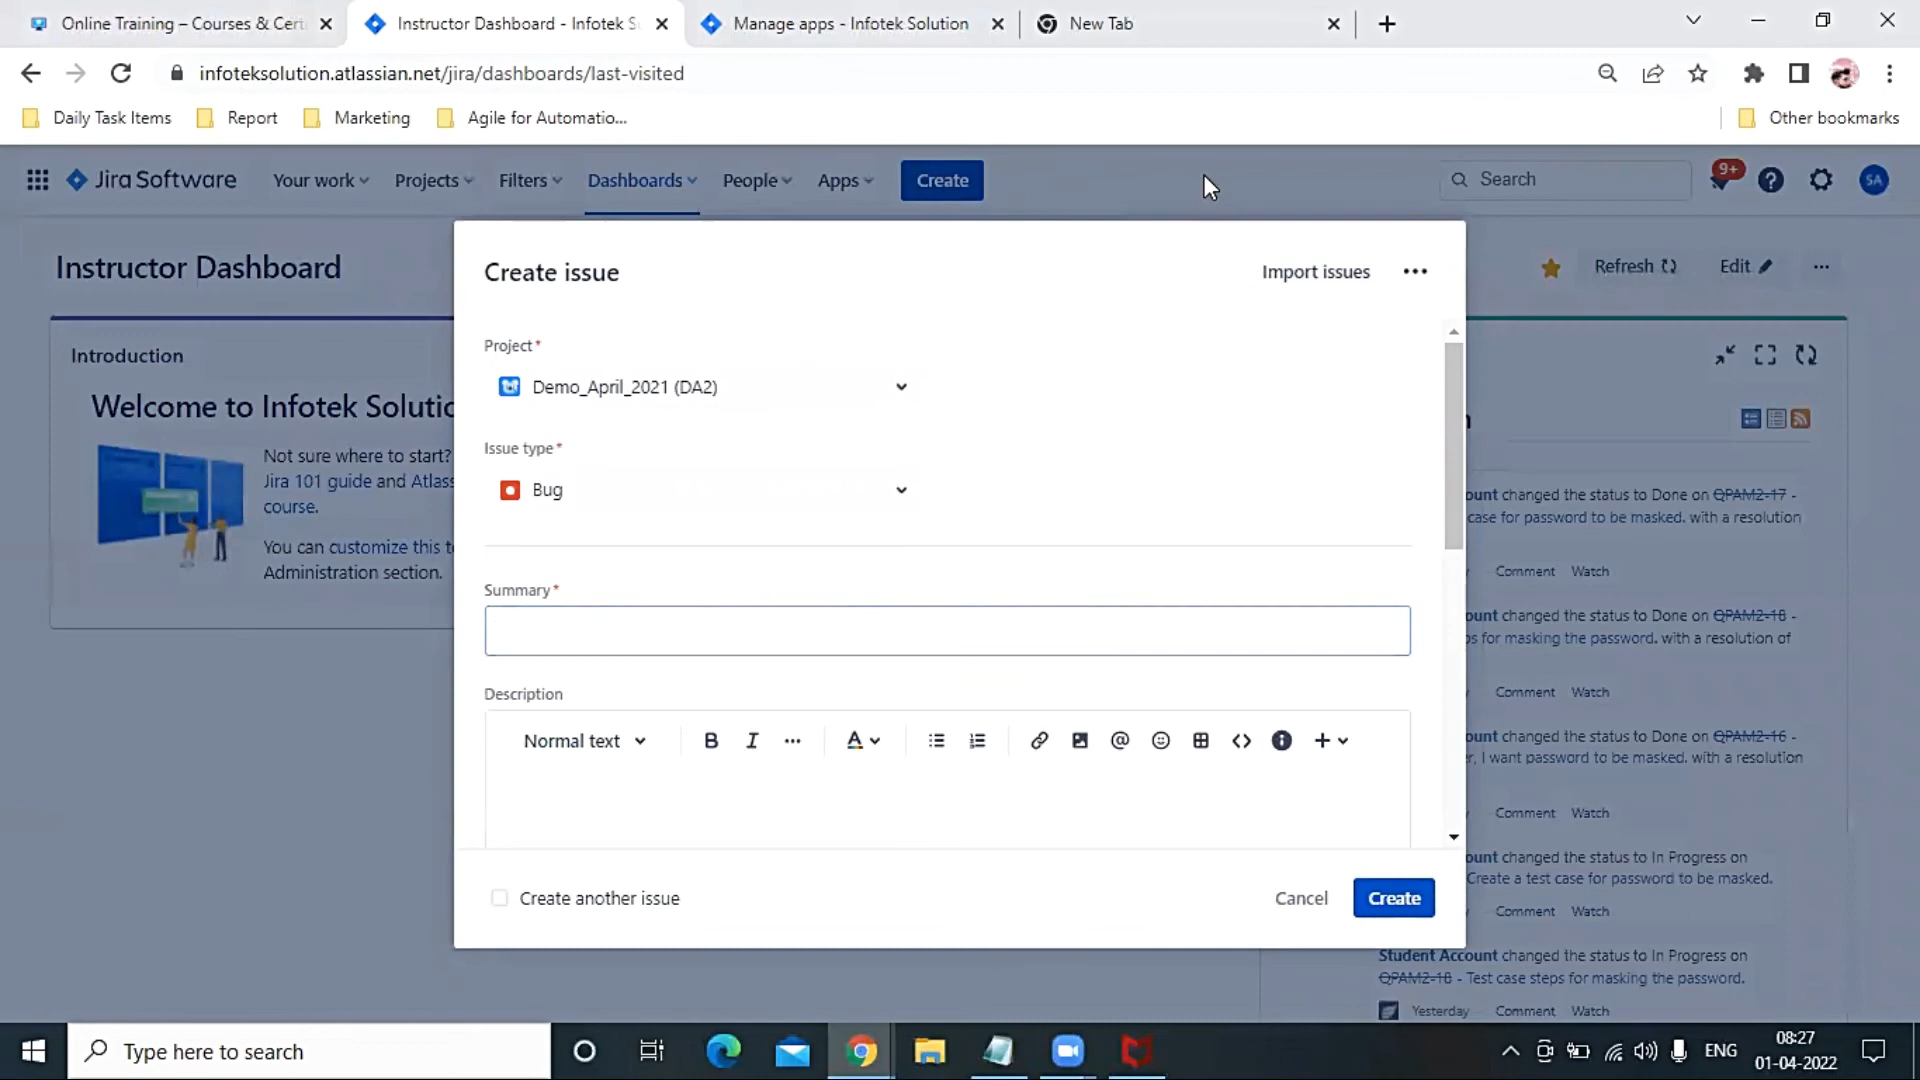 Online Training – Courses & Cert
Instructor Dashboard - Infotek S
Manage apps - Infotek Solution
New Tab
infoteksolution.atlassian.net/jira/dashboards/last-visited
Daily Task Items
Report
Marketing
Agile for Automatio...
Other bookmarks
Jira Software
Your work
Projects
Filters
Dashboards
People
Apps
Create
Search
9+
SA
Instructor Dashboard
Refresh
Edit
Introduction
Welcome to Infotek Solutic
Not sure where to start?
Jira 101 guide and Atlass
course.
You can customize this t
Administration section.
Create issue
Import issues
Project*
Demo_April_2021 (DA2)
Issue type*
Bug
Summary*
Description
Normal text
B I
A
@
Create another issue
Cancel
Create
ount changed the status to Done on QPAM2-17 -
case for password to be masked. with a resolution
Comment Watch
ount changed the status to Done on QPAM2-18 -
ps for masking the password. with a resolution of
Comment Watch
ount changed the status to Done on QPAM2-16 -
r, I want password to be masked. with a resolution
Comment Watch
ount changed the status to In Progress on
Create a test case for password to be masked.
Comment Watch
Student Account changed the status to In Progress on
QPAM2-18 - Test case steps for masking the password.
Yesterday Comment Watch
Type here to search
ENG
08:27
01-04-2022